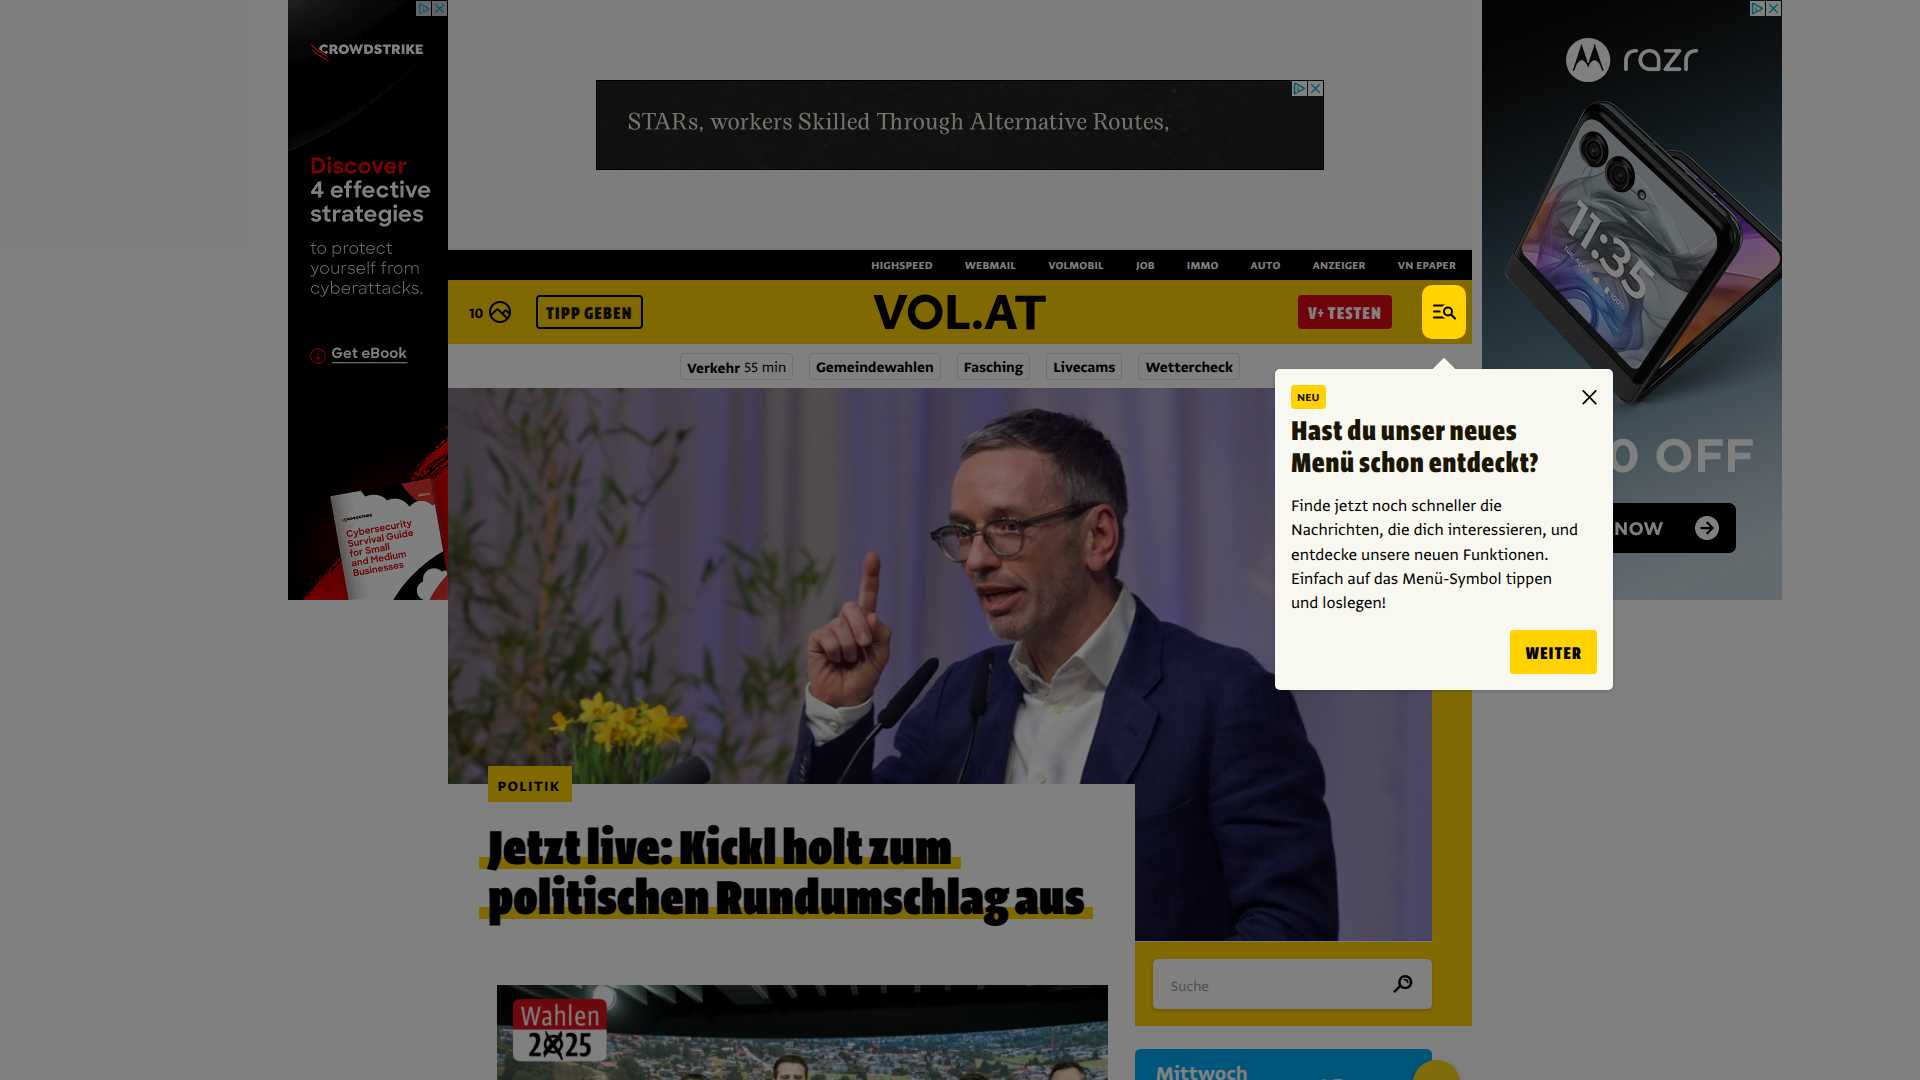 CROWDSTRIKE
Discover
4 effective
strategies
to protect
yourself from
cyberattacks.
Get eBook
CROWDSTRIKE
Cybersecurity
Survival Guide
for Small
and Medium
Businesses
STARs, workers Skilled Through Alternative Routes,
razr
11:35
0 OFF
NOW
HIGHSPEED WEBMAIL VOLMOBIL JOB IMMO AUTO ANZEIGER VN EPAPER
10 TIPP GEBEN VOL.AT V+ TESTEN
Verkehr 55 min Gemeindewahlen Fasching Livecams Wettercheck
NEU
Hast du unser neues
Menü schon entdeckt?
Finde jetzt noch schneller die
Nachrichten, die dich interessieren, und
entdecke unsere neuen Funktionen.
Einfach auf das Menü-Symbol tippen
und loslegen!
WEITER
POLITIK
Jetzt live: Kickl holt zum
politischen Rundumschlag aus
Suche
Wahlen
2025
Mittwoch